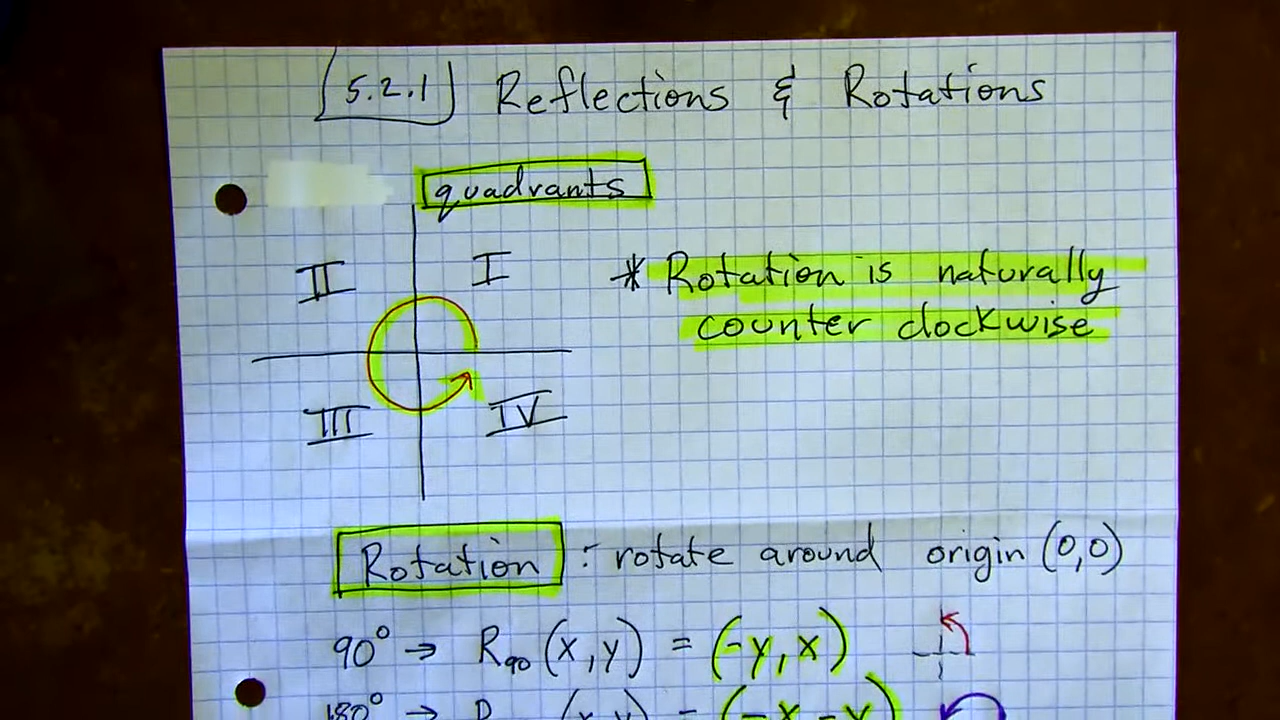 5.2.1 Reflections & Rotations
quadrants
II I
* Rotation is naturally
counter clockwise
III IV
Rotation : rotate around origin (0,0)
90° → R₉₀ (x,y) = (-y,x)
180° → R (x,y) = (-x,-y)